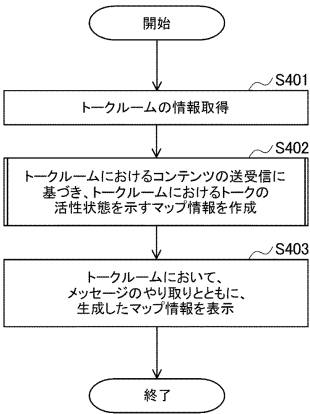 開始
S401
トークルームの情報取得
S402
トークルームにおけるコンテンツの送受信に
基づき、トークルームにおけるトークの
活性状態を示すマップ情報を作成
S403
トークルームにおいて、
メッセージのやり取りとともに、
生成したマップ情報を表示
終了